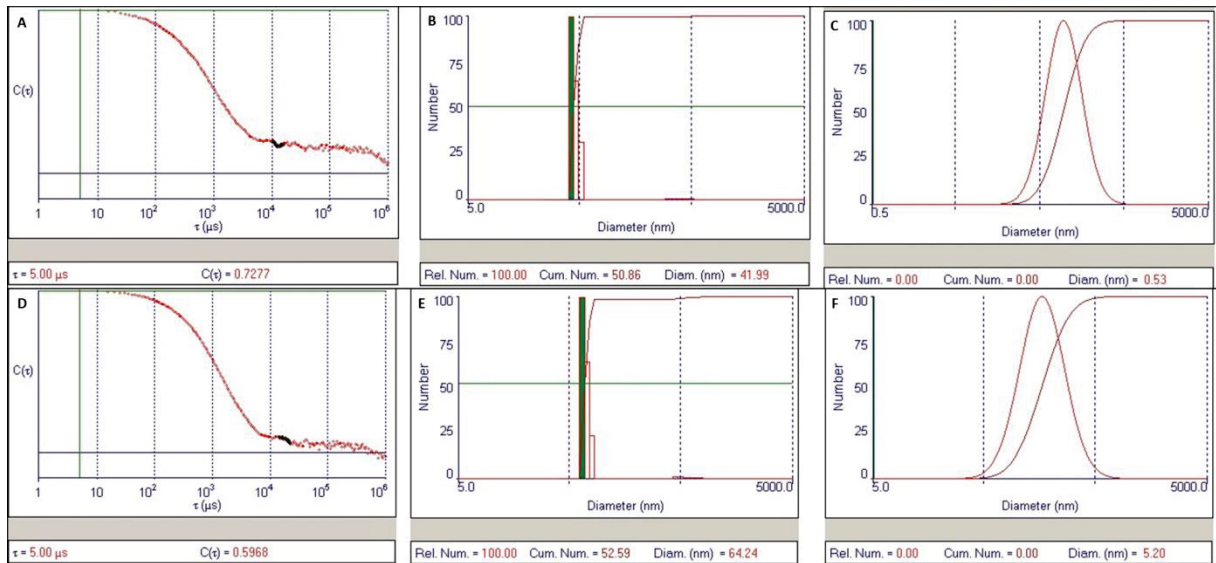 A
C(τ)
1 10 10² 10³ 10⁴ 10⁵ 10⁶
τ (µs)
τ = 5.00 µs C(τ) = 0.7277
B
100
75
50
25
0
Number
5.0 5000.0
Diameter (nm)
Rel. Num. = 100.00 Cum. Num. = 50.86 Diam. (nm) = 41.99
C
100
75
50
25
0
Number
0.5 5000.0
Diameter (nm)
Rel. Num. = 0.00 Cum. Num. = 0.00 Diam. (nm) = 0.53
D
C(τ)
1 10 10² 10³ 10⁴ 10⁵ 10⁶
τ (µs)
τ = 5.00 µs C(τ) = 0.5968
E
100
75
50
25
0
Number
5.0 5000.0
Diameter (nm)
Rel. Num. = 100.00 Cum. Num. = 52.59 Diam. (nm) = 64.24
F
100
75
50
25
0
Number
5.0 5000.0
Diameter (nm)
Rel. Num. = 0.00 Cum. Num. = 0.00 Diam. (nm) = 5.20